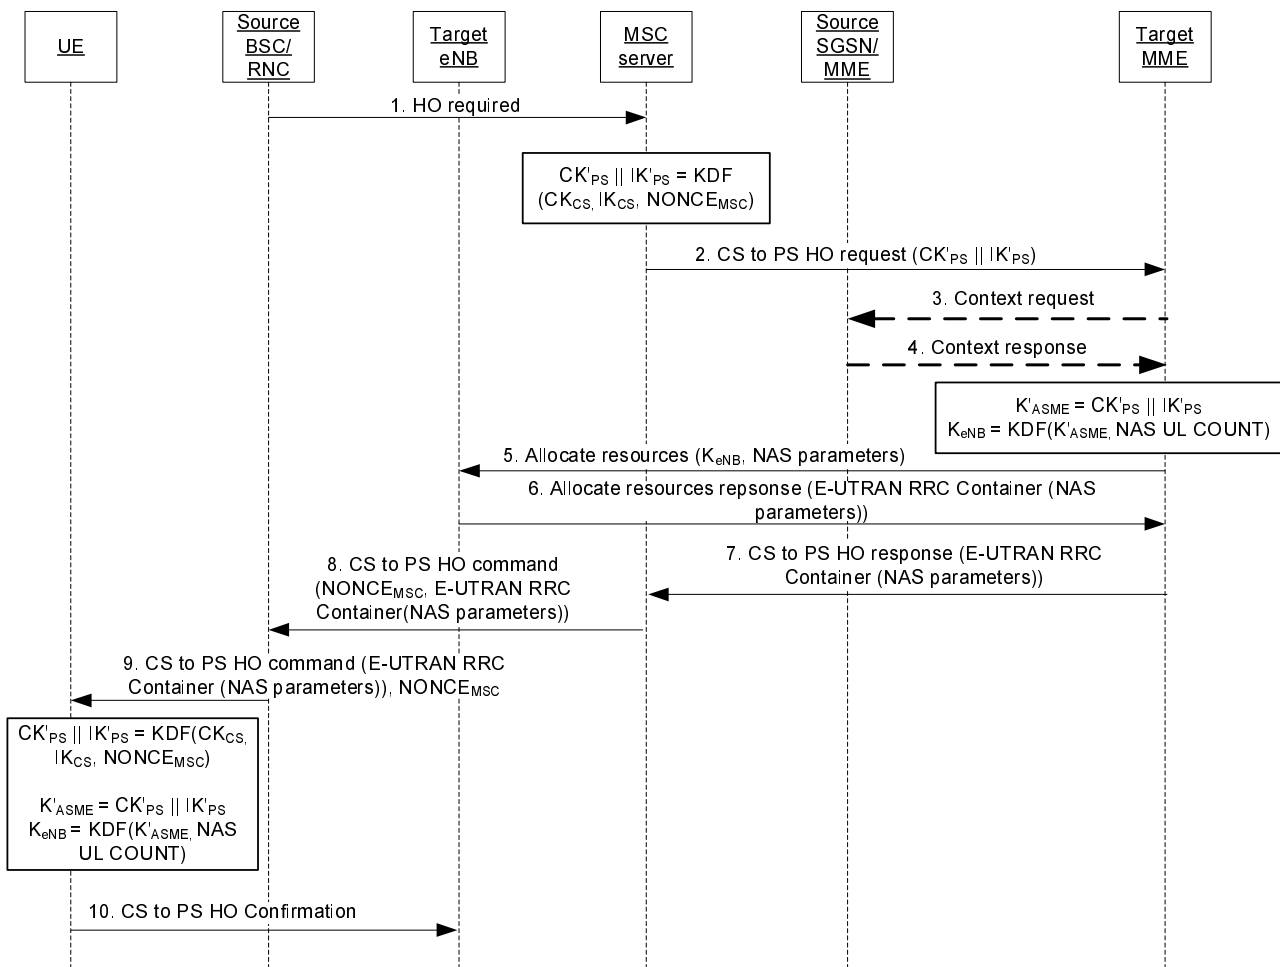 UE
Source
BSC/
RNC
Target
eNB
MSC
server
Source
SGSN/
MME
Target
MME
1. HO required
CK'PS || IK'PS = KDF
(CKCS, IKCS, NONCEMSC)
2. CS to PS HO request (CK'PS || IK'PS)
3. Context request
4. Context response
K'ASME = CK'PS || IK'PS
KeNB = KDF(K'ASME, NAS UL COUNT)
5. Allocate resources (KeNB, NAS parameters)
6. Allocate resources repsonse (E-UTRAN RRC Container (NAS
parameters))
7. CS to PS HO response (E-UTRAN RRC
Container (NAS parameters))
8. CS to PS HO command
(NONCEMSC, E-UTRAN RRC
Container(NAS parameters))
9. CS to PS HO command (E-UTRAN RRC
Container (NAS parameters)), NONCEMSC
CK'PS || IK'PS = KDF(CKCS,
IKCS, NONCEMSC)
K'ASME = CK'PS || IK'PS
KeNB = KDF(K'ASME, NAS
UL COUNT)
10. CS to PS HO Confirmation